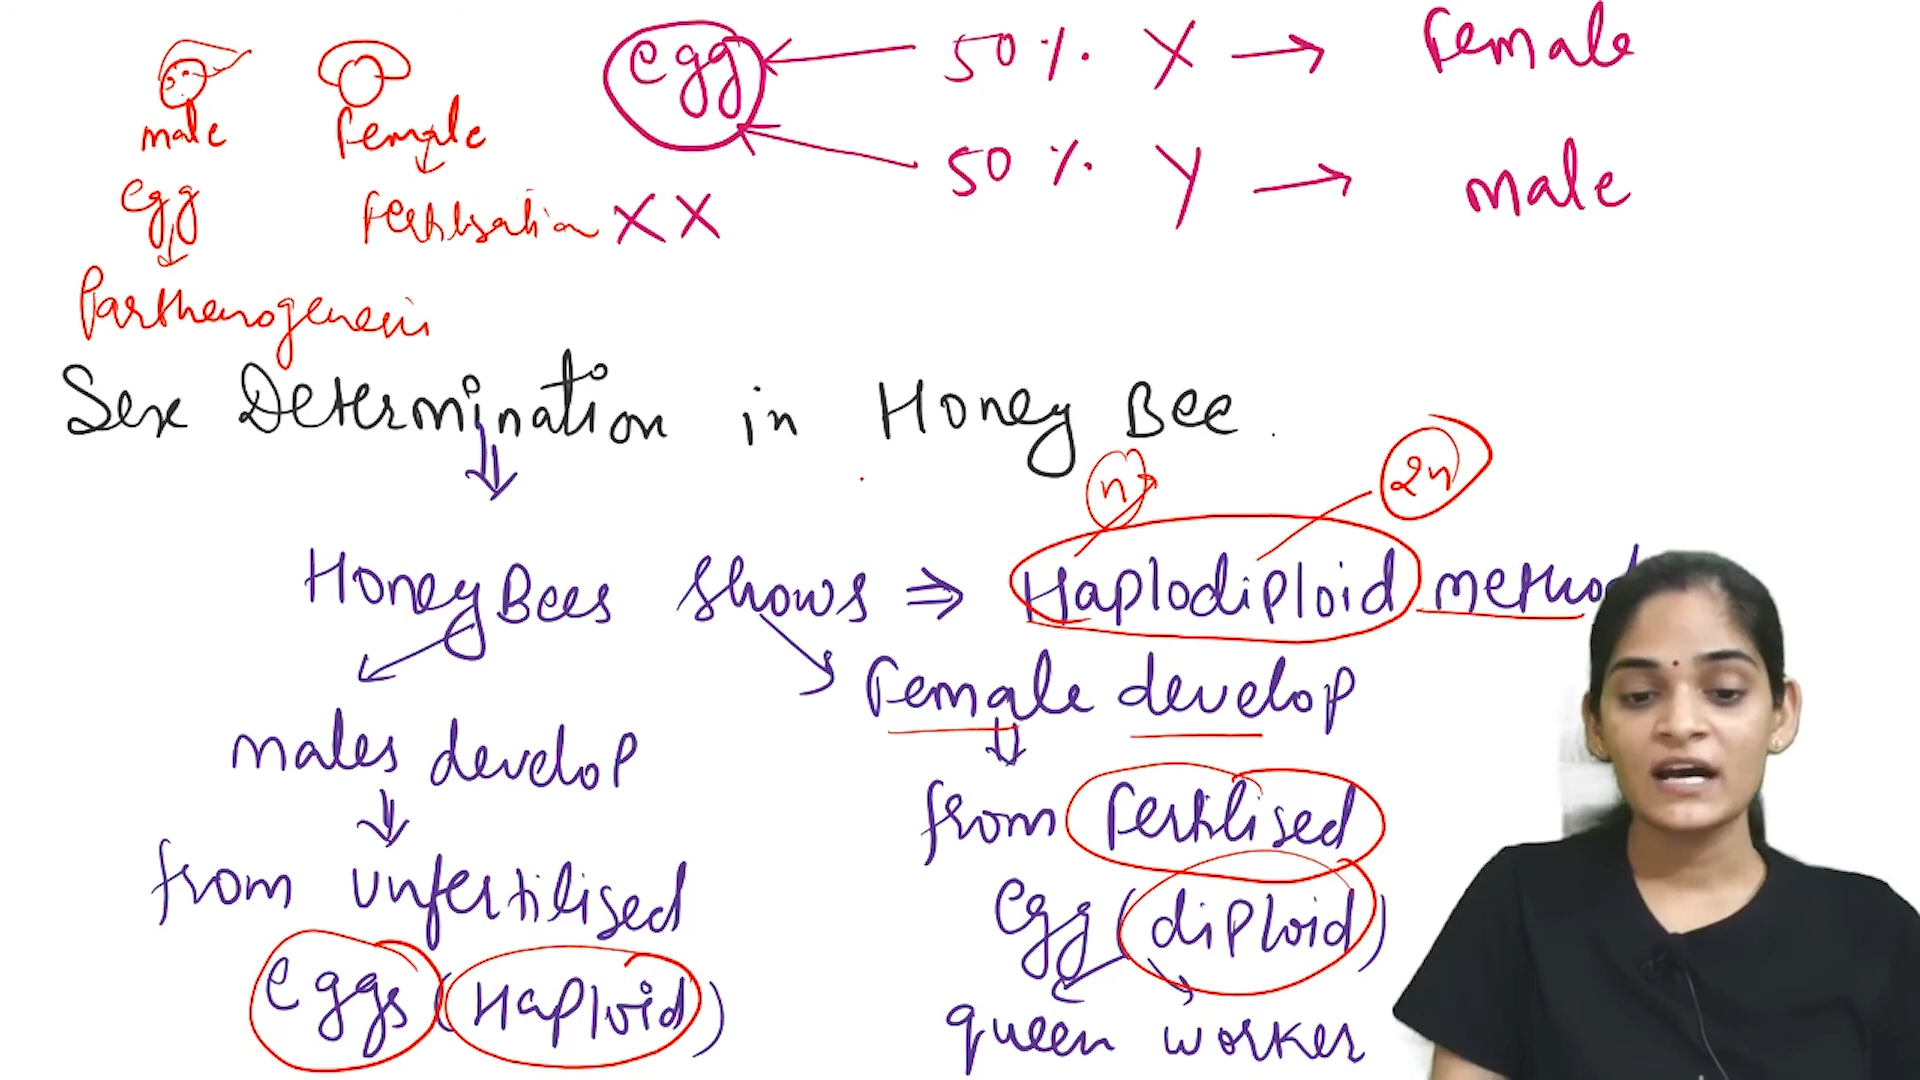 egg ← 50 % X → Female
50 % Y → male
male Female
egg Fertilisation XX
Parthenogenesis
Sex Determination in Honey Bee.
n 2n
Honey Bees shows ⇒ Haplodiploid
males develop
from unfertilised
eggs (Haploid)
Female develop
from Fertilised
egg (diploid)
queen worker